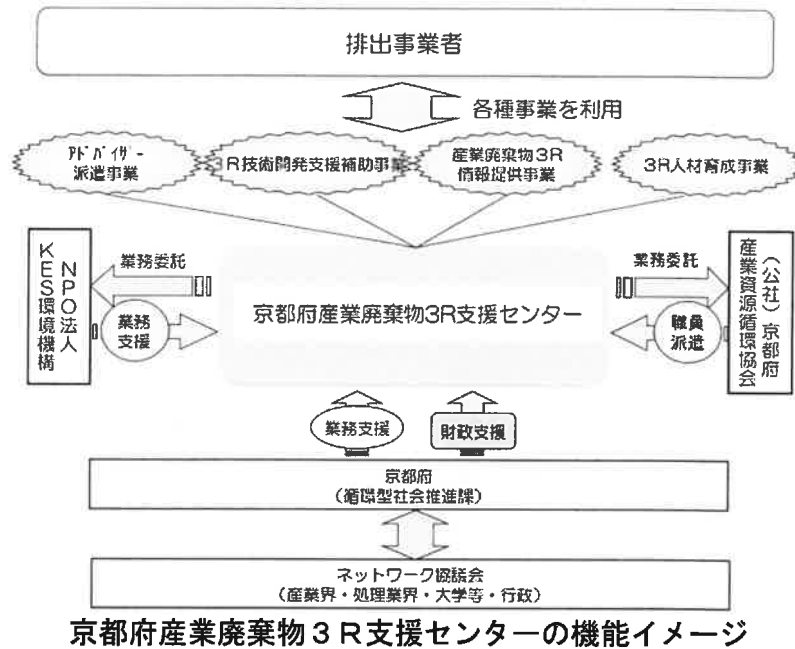 排出事業者
各種事業を利用
ｱﾄﾞﾊﾞｲｻﾞｰ
派遣事業
3R技術開発支援補助事業
産業廃棄物3R
情報提供事業
3R人材育成事業
NPO法人
KES環境機構
業務委託
業務
支援
京都府産業廃棄物3R支援センター
業務委託
職員
派遣
（公社）京都府
産業資源循環協会
業務支援
財政支援
京都府
（循環型社会推進課）
ネットワーク協議会
（産業界・処理業界・大学等・行政）
京都府産業廃棄物３Ｒ支援センターの機能イメージ